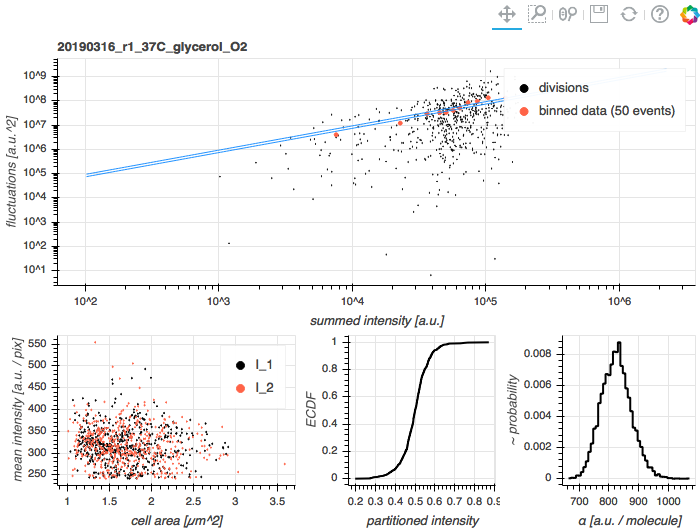 20190316_r1_37C_glycerol_O2
10^9
10^8
10^7
10^6
10^5
10^4
10^3
10^2
10^1
fluctuations [a.u.^2]
divisions
binned data (50 events)
10^2 10^3 10^4 10^5 10^6
summed intensity [a.u.]
550
500
450
400
350
300
250
mean intensity [a.u. / pix]
I_1
I_2
1 1.5 2 2.5 3 3.5
cell area [μm^2]
1
0.8
0.6
0.4
0.2
0
ECDF
0.2 0.3 0.4 0.5 0.6 0.7 0.8 0.9
partitioned intensity
0.008
0.006
0.004
0.002
0
~ probability
700 800 900 1000
α [a.u. / molecule]